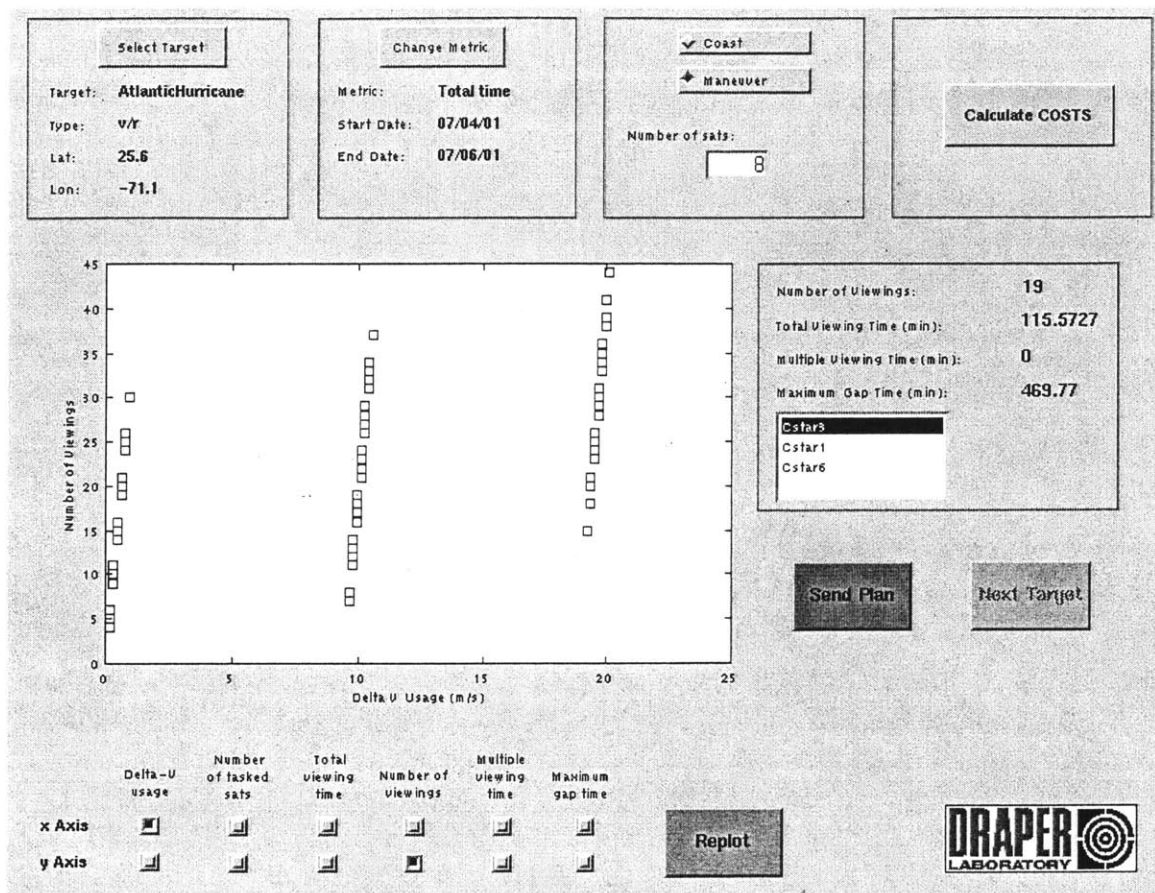 Select Target
Target: AtlanticHurricane
Type: v/r
Lat: 25.6
Lon: -71.1
Change Metric
Metric: Total time
Start Date: 07/04/01
End Date: 07/06/01
Coast
Maneuver
Number of sats:
8
Calculate COSTS
45
40
35
30
25
20
15
10
5
0
Number of Viewings
0 5 10 15 20 25
Delta V Usage (m/s)
Number of Viewings: 19
Total Viewing Time (min): 115.5727
Multiple Viewing Time (min): 0
Maximum Gap Time (min): 469.77
Cstar3
Cstar1
Cstar6
Send Plan
Next Target
Delta-V usage
Number of tasked sats
Total viewing time
Number of viewings
Multiple viewing time
Maximum gap time
x Axis
y Axis
Replot
DRAPER
LABORATORY